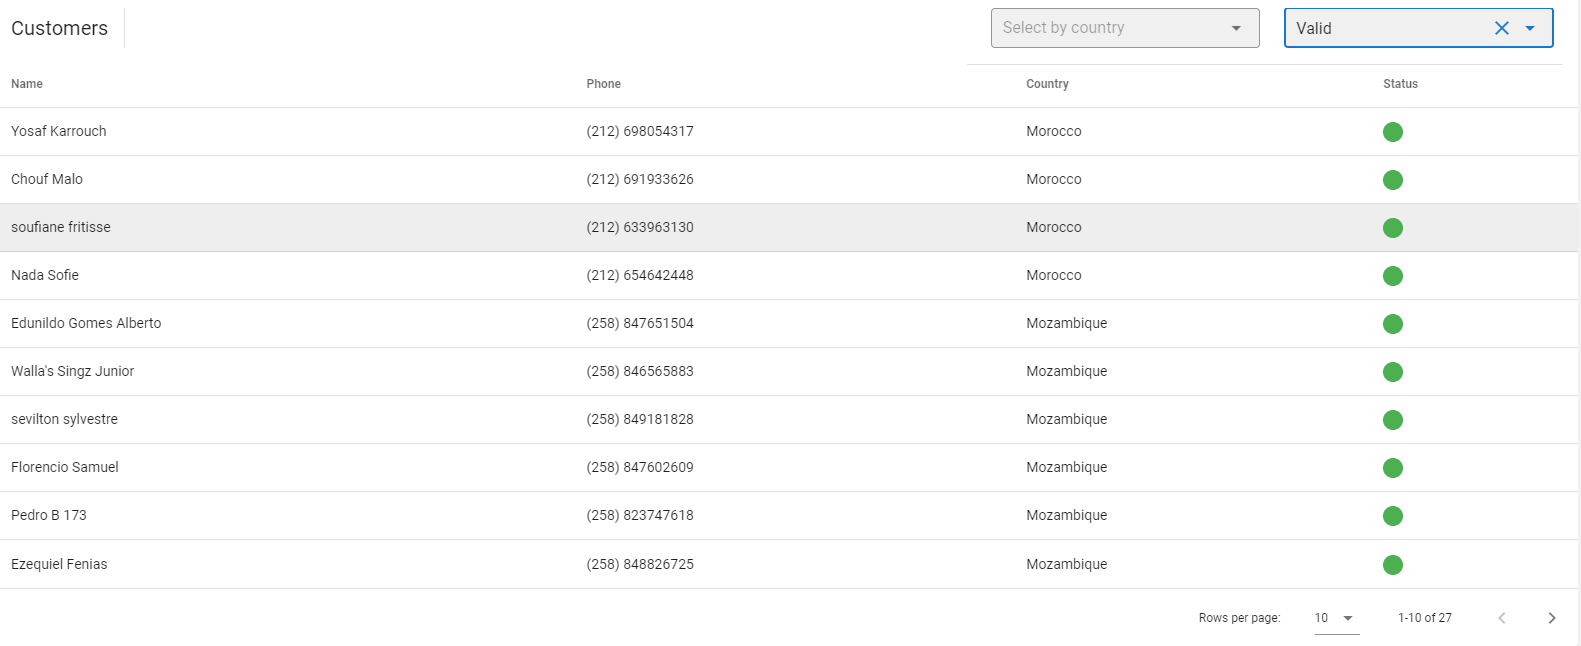 Customers
Select by country
Valid
Name Phone Country Status
Yosaf Karrouch (212) 698054317 Morocco
Chouf Malo (212) 691933626 Morocco
soufiane fritisse (212) 633963130 Morocco
Nada Sofie (212) 654642448 Morocco
Edunildo Gomes Alberto (258) 847651504 Mozambique
Walla's Singz Junior (258) 846565883 Mozambique
sevilton sylvestre (258) 849181828 Mozambique
Florencio Samuel (258) 847602609 Mozambique
Pedro B 173 (258) 823747618 Mozambique
Ezequiel Fenias (258) 848826725 Mozambique
Rows per page: 10 1-10 of 27